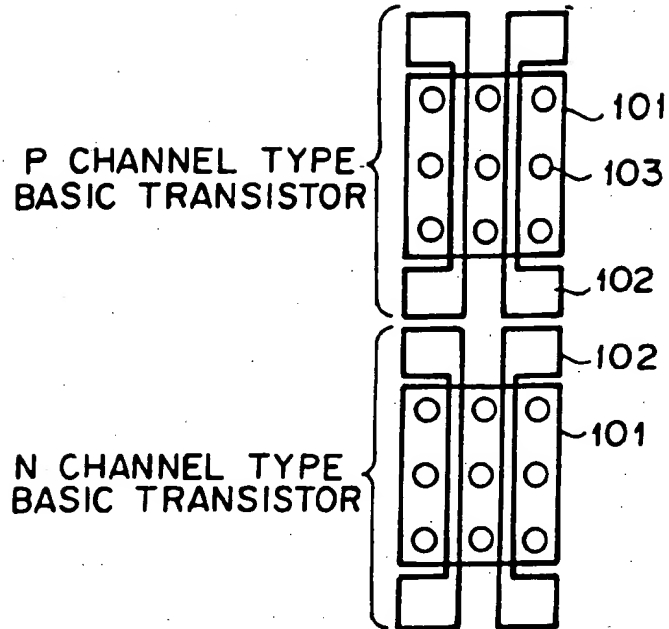 101
P CHANNEL TYPE
BASIC TRANSISTOR
103
102
102
101
N CHANNEL TYPE
BASIC TRANSISTOR